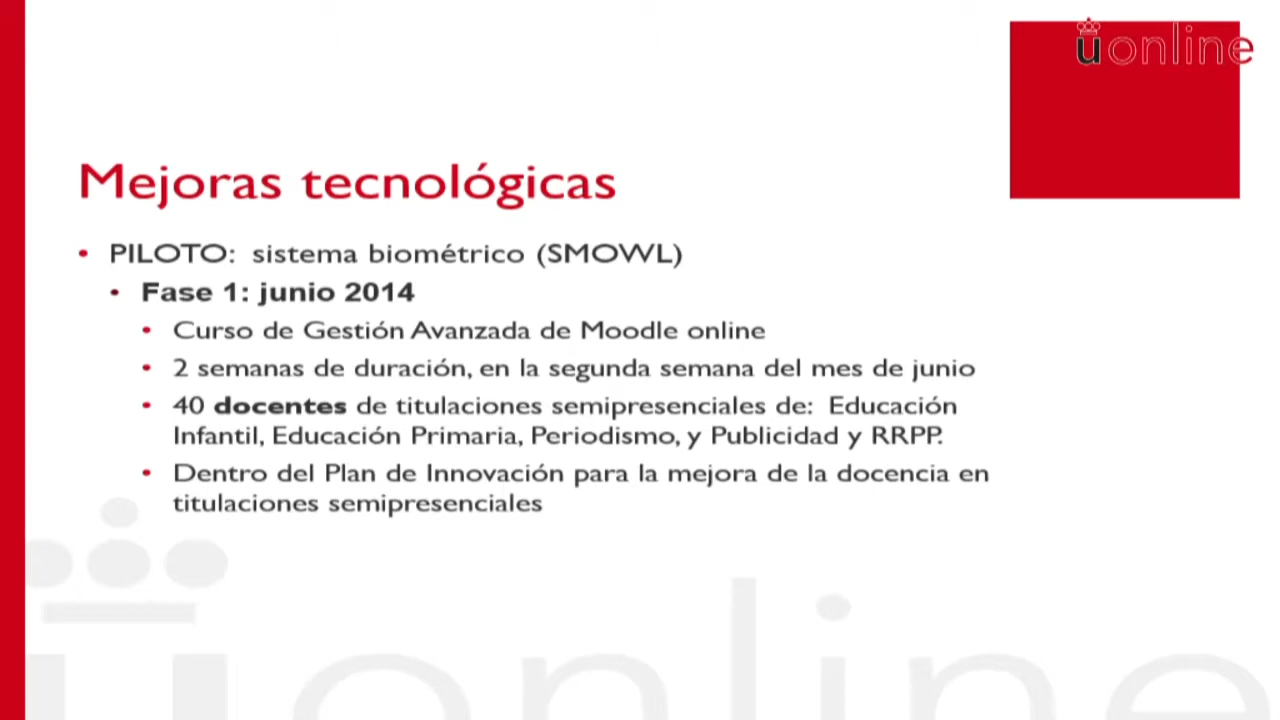 uonline
Mejoras tecnológicas
• PILOTO: sistema biométrico (SMOWL)
• Fase 1: junio 2014
• Curso de Gestión Avanzada de Moodle online
• 2 semanas de duración, en la segunda semana del mes de junio
• 40 docentes de titulaciones semipresenciales de: Educación
Infantil, Educación Primaria, Periodismo, y Publicidad y RRPP.
• Dentro del Plan de Innovación para la mejora de la docencia en
titulaciones semipresenciales
uonline